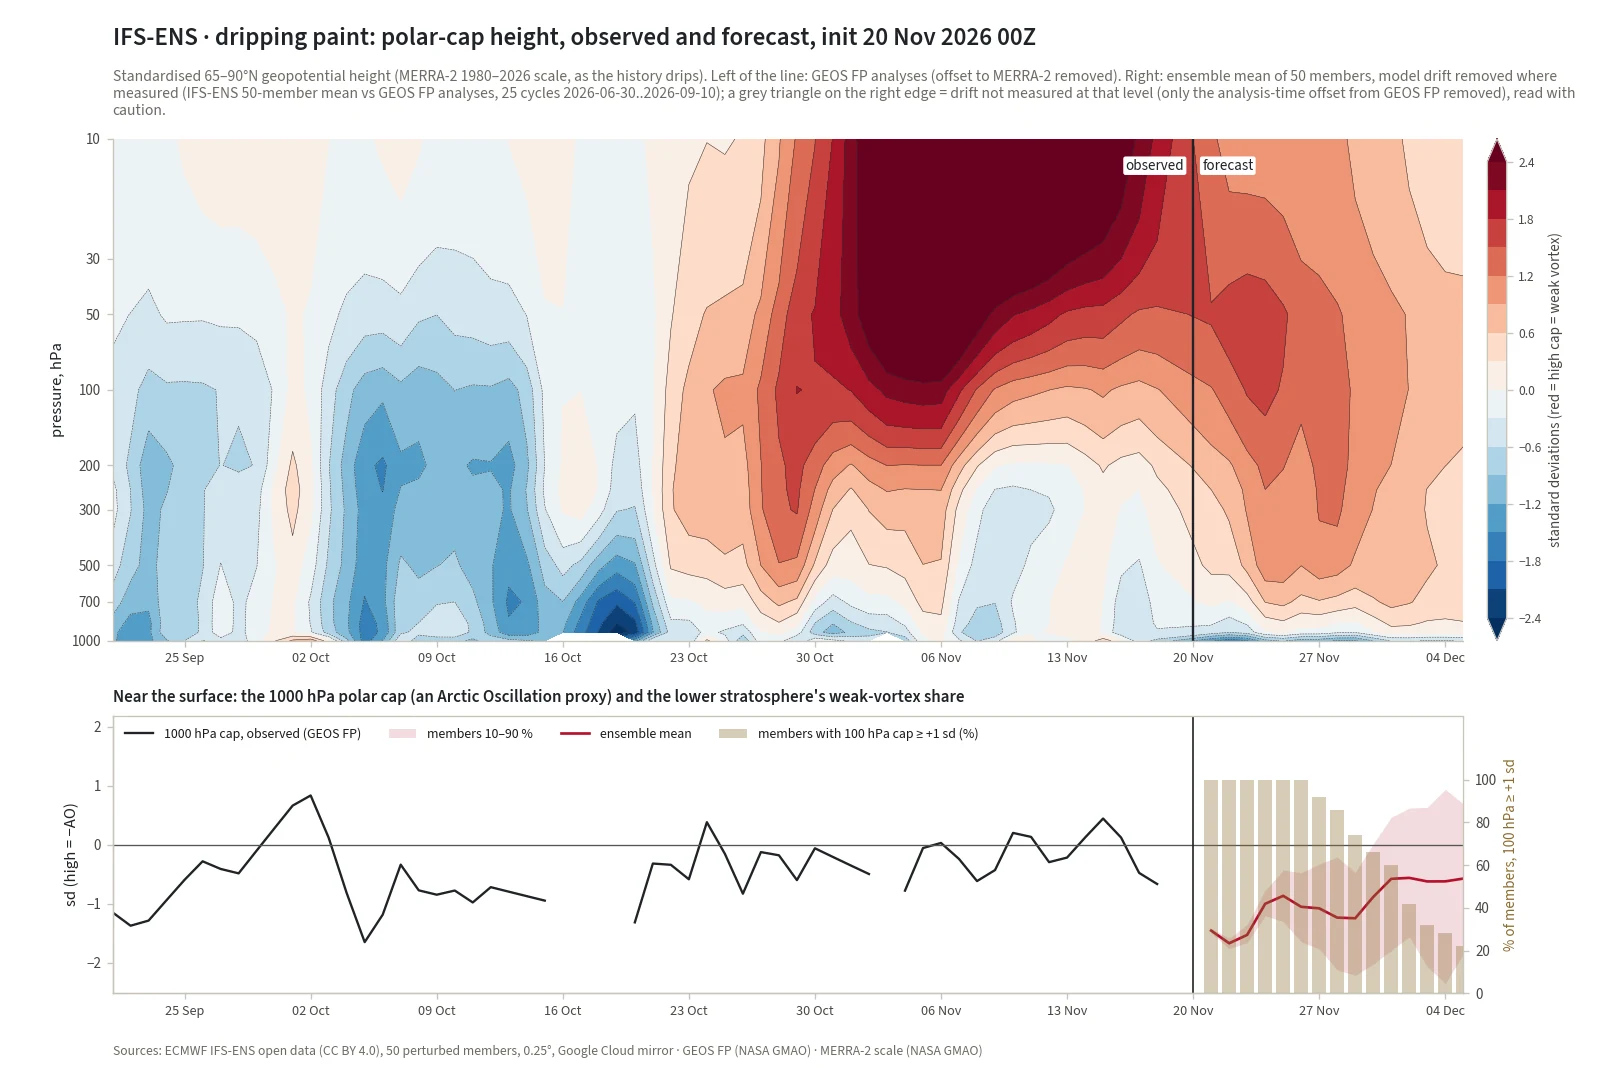 IFS-ENS · dripping paint: polar-cap height, observed and forecast, init 20 Nov 2026 00Z
Standardised 65–90°N geopotential height (MERRA-2 1980–2026 scale, as the history drips). Left of the line: GEOS FP analyses (offset to MERRA-2 removed). Right: ensemble mean of 50 members, model drift removed where
measured (IFS-ENS 50-member mean vs GEOS FP analyses, 25 cycles 2026-06-30..2026-09-10); a grey triangle on the right edge = drift not measured at that level (only the analysis-time offset from GEOS FP removed), read with
caution.
pressure, hPa
10
30
50
100
200
300
500
700
1000
observed
forecast
25 Sep
02 Oct
09 Oct
16 Oct
23 Oct
30 Oct
06 Nov
13 Nov
20 Nov
27 Nov
04 Dec
2.4
1.8
1.2
0.6
0.0
−0.6
−1.2
−1.8
−2.4
standard deviations (red = high cap = weak vortex)
Near the surface: the 1000 hPa polar cap (an Arctic Oscillation proxy) and the lower stratosphere's weak-vortex share
1000 hPa cap, observed (GEOS FP)
members 10–90 %
ensemble mean
members with 100 hPa cap ≥ +1 sd (%)
sd (high = −AO)
2
1
0
−1
−2
100
80
60
40
20
0
% of members, 100 hPa ≥ +1 sd
25 Sep
02 Oct
09 Oct
16 Oct
23 Oct
30 Oct
06 Nov
13 Nov
20 Nov
27 Nov
04 Dec
Sources: ECMWF IFS-ENS open data (CC BY 4.0), 50 perturbed members, 0.25°, Google Cloud mirror · GEOS FP (NASA GMAO) · MERRA-2 scale (NASA GMAO)